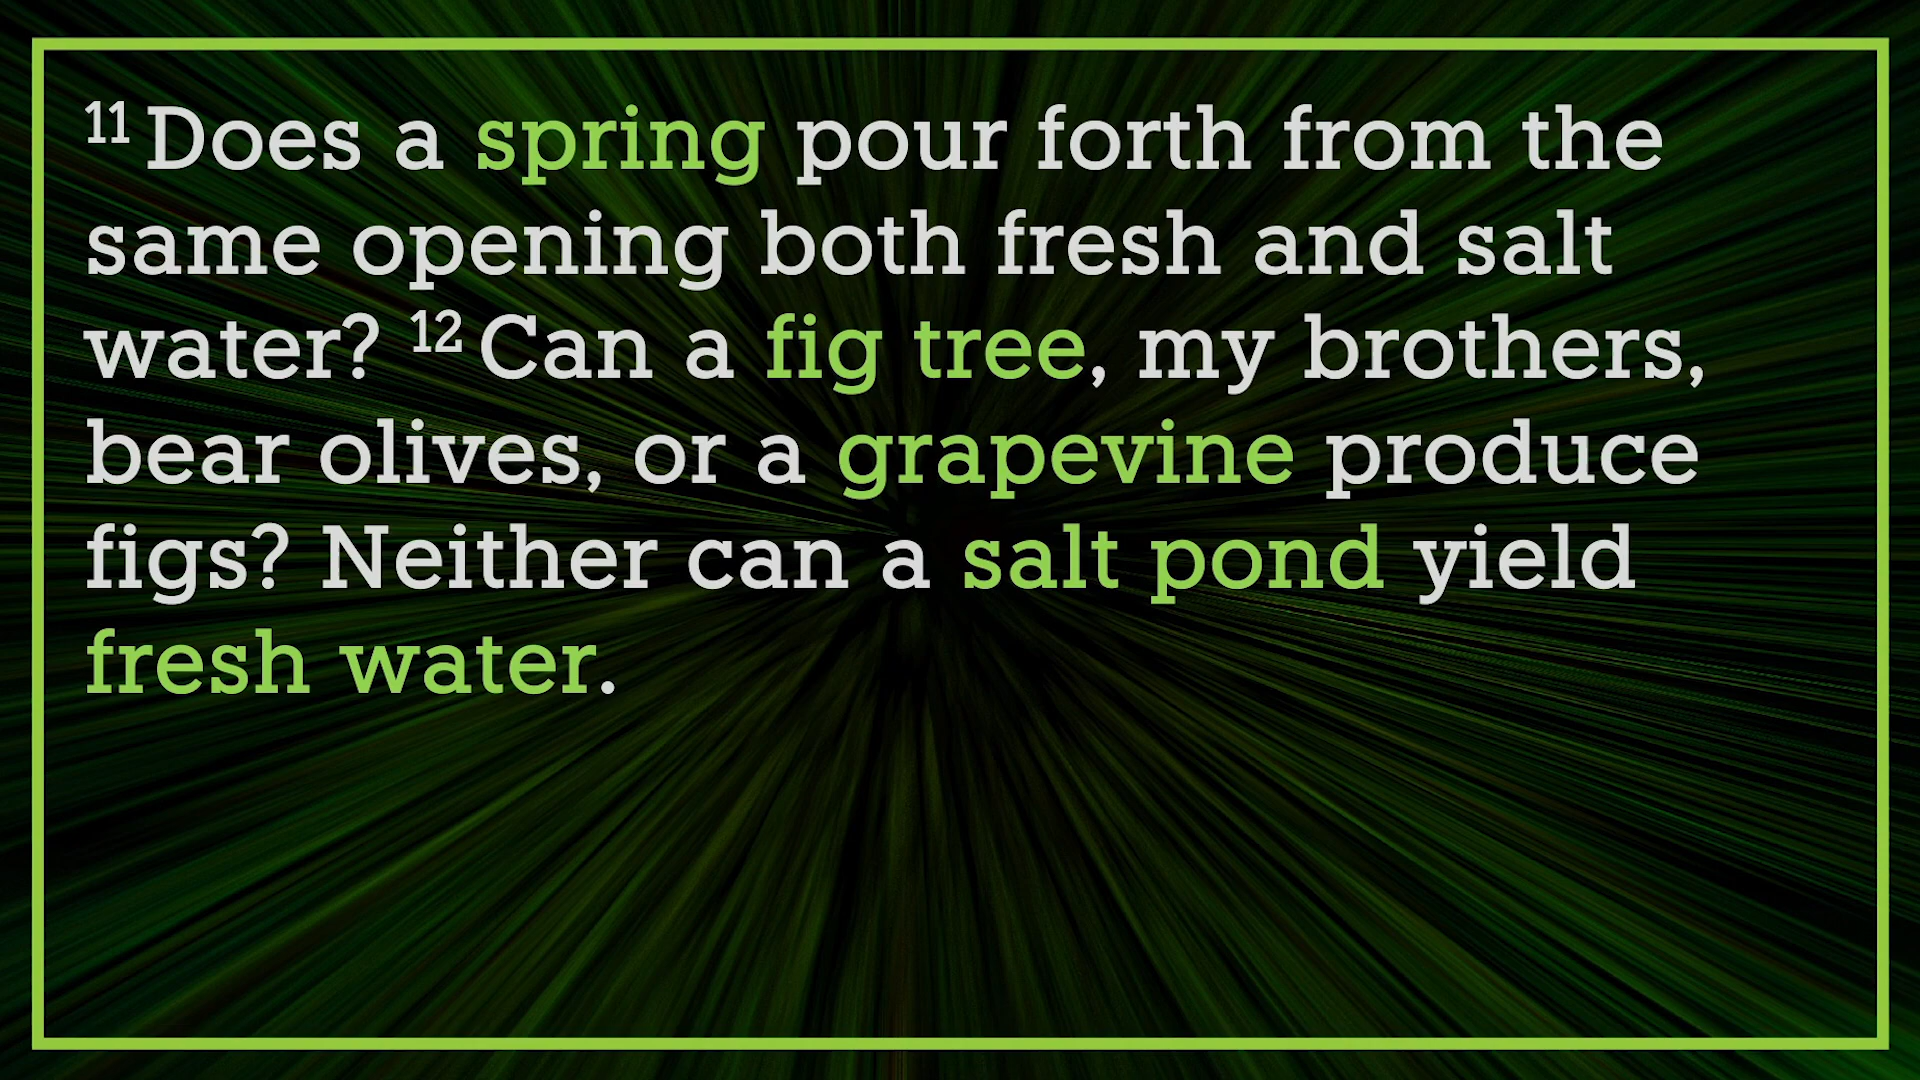 11 Does a spring pour forth from the
same opening both fresh and salt
water? 12 Can a fig tree, my brothers,
bear olives, or a grapevine produce
figs? Neither can a salt pond yield
fresh water.